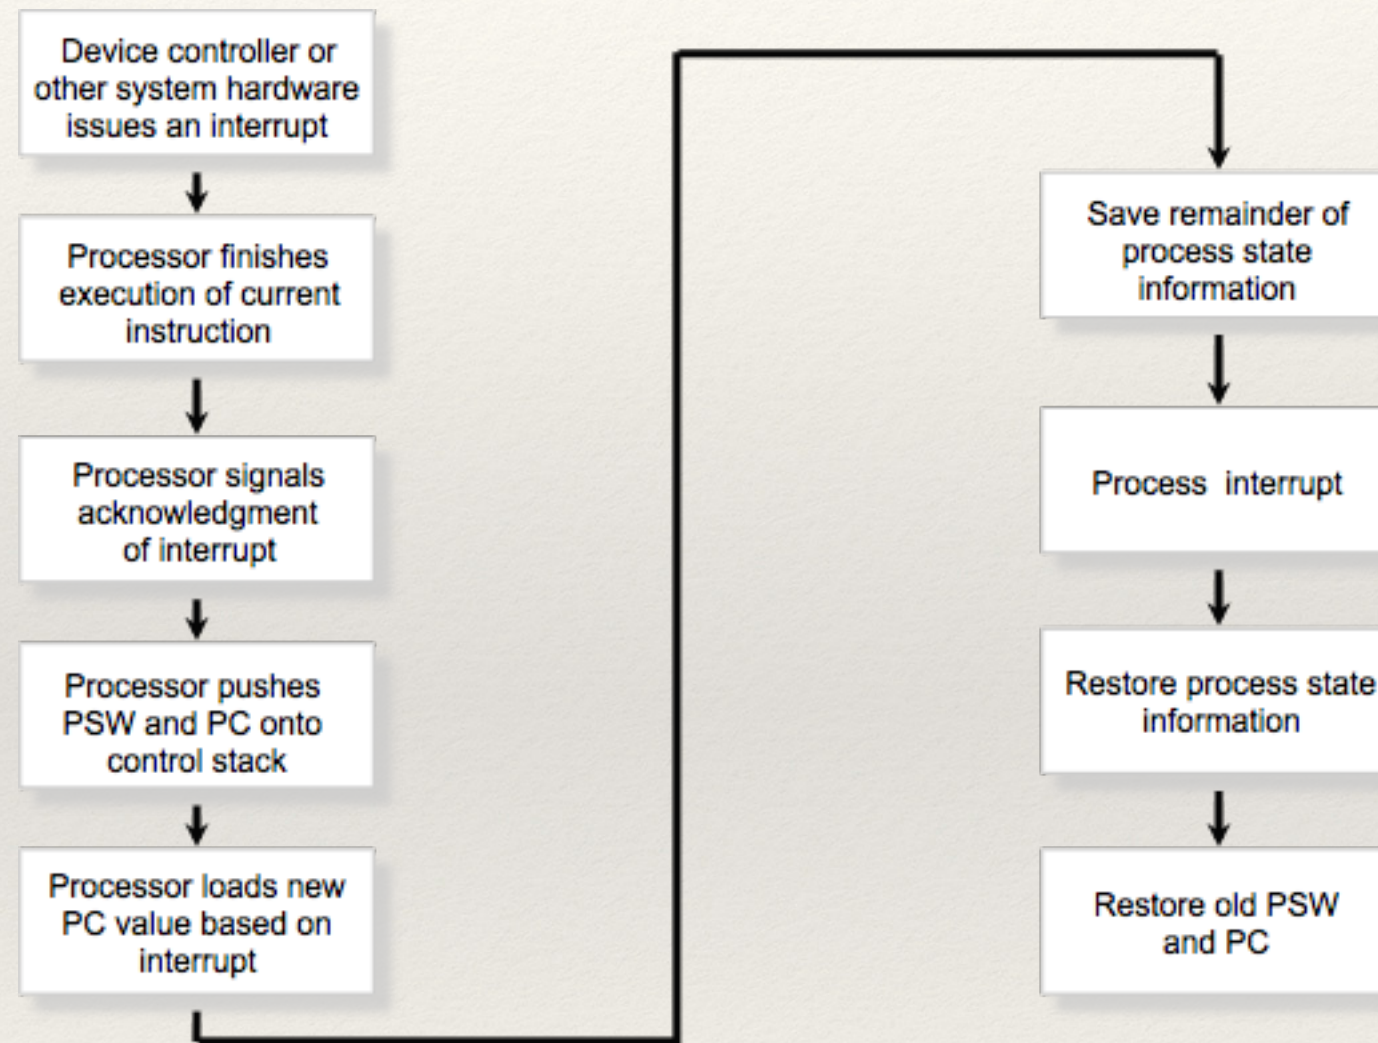 Device controller or
other system hardware
issues an interrupt
Processor finishes
execution of current
instruction
Processor signals
acknowledgment
of interrupt
Processor pushes
PSW and PC onto
control stack
Processor loads new
PC value based on
interrupt
Save remainder of
process state
information
Process interrupt
Restore process state
information
Restore old PSW
and PC